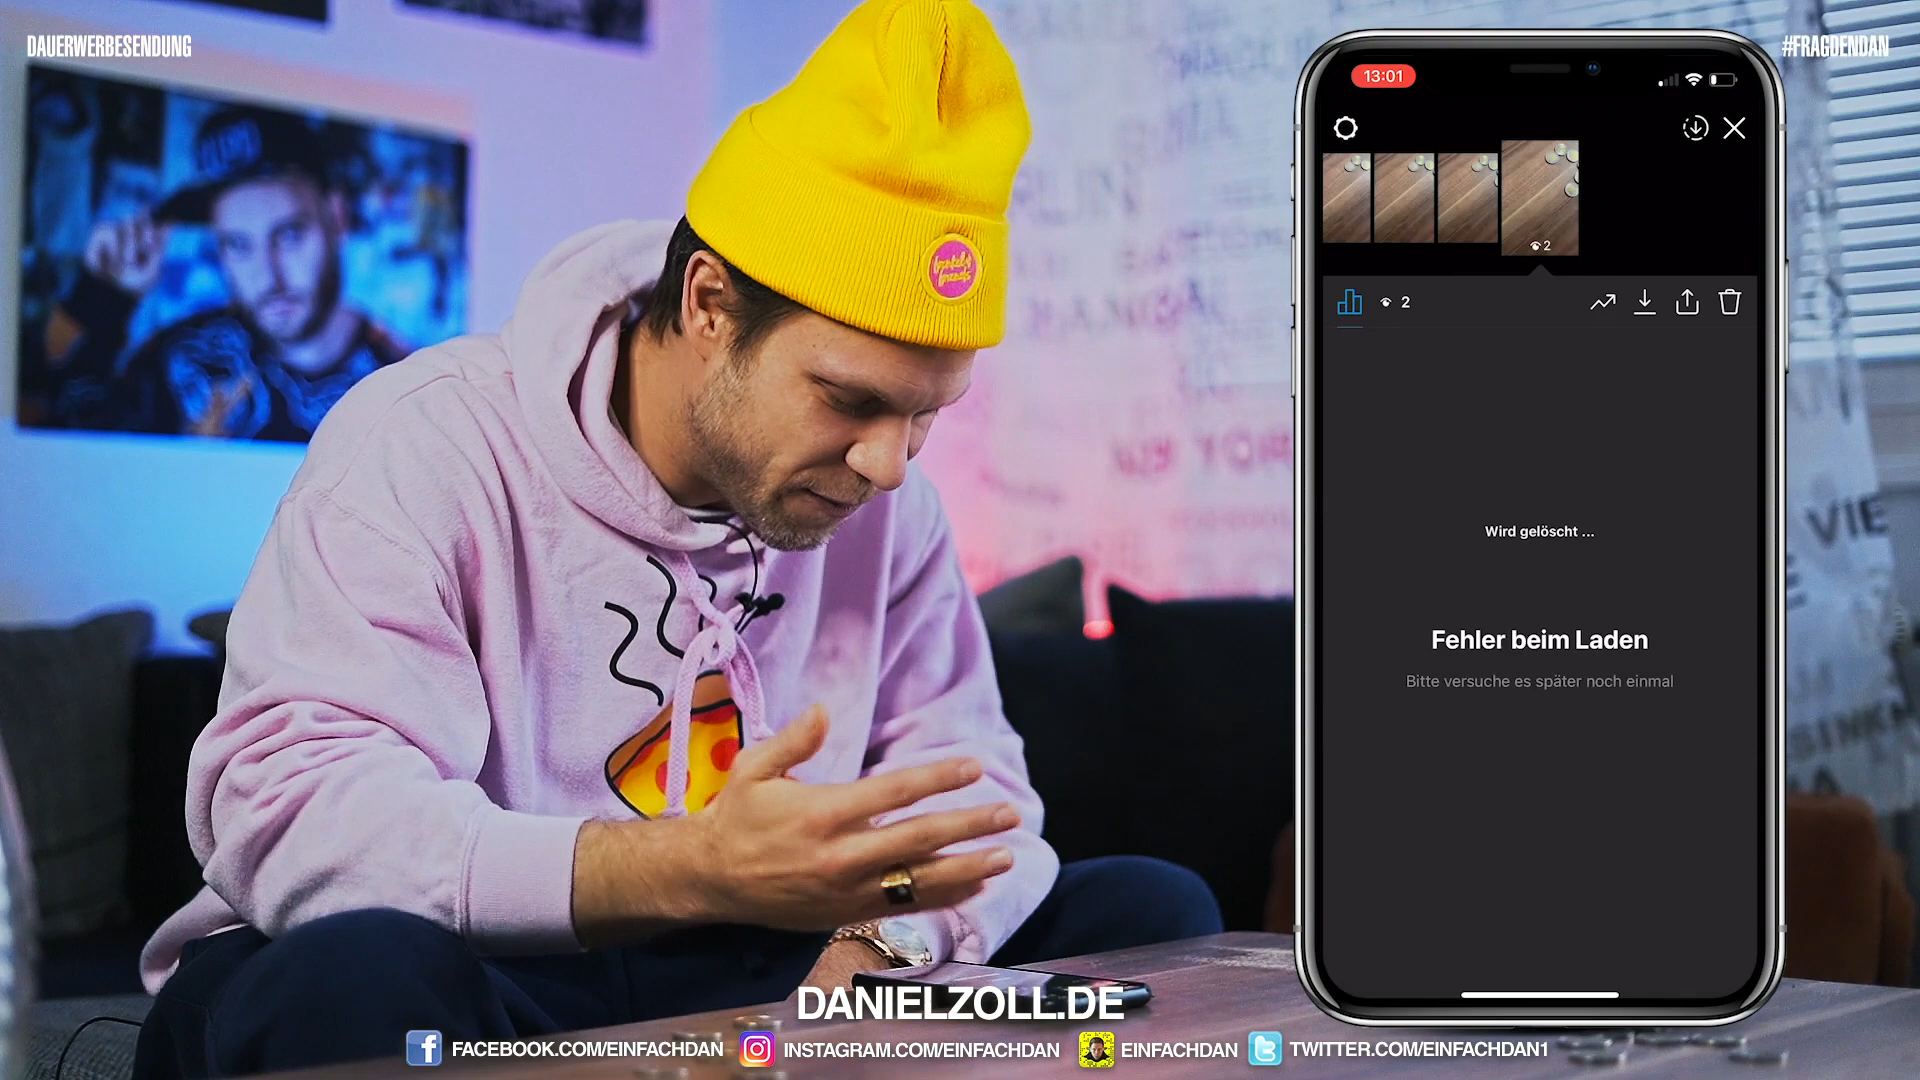 DAUERWERBESENDUNG
#FRAGDENDAN
13:01
2
2
Wird gelöscht ...
Fehler beim Laden
Bitte versuche es später noch einmal
VIE
DANIELZOLL.DE
FACEBOOK.COM/EINFACHDAN
INSTAGRAM.COM/EINFACHDAN
EINFACHDAN
TWITTER.COM/EINFACHDAN1